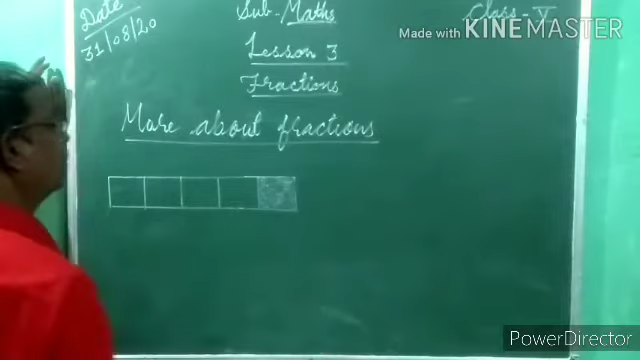 Date
31/08/20
Sub-Maths
Class-V
Made with KINEMASTER
Lesson 3
Fractions
More about fractions
PowerDirector